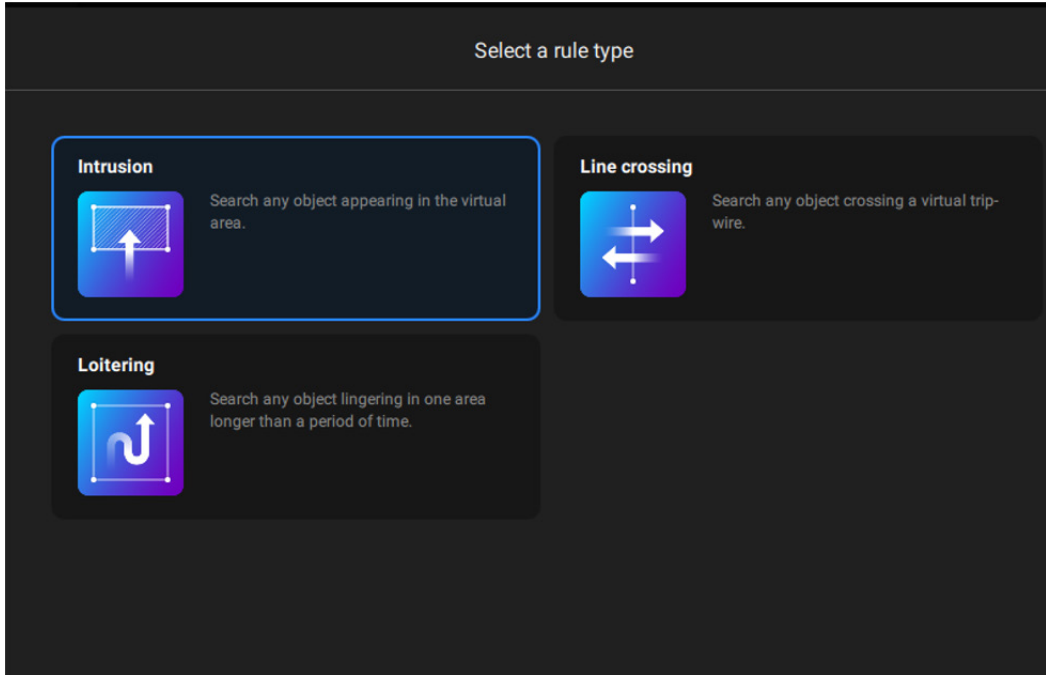 Select a rule type
Intrusion
Search any object appearing in the virtual
area.
Line crossing
Search any object crossing a virtual trip-
wire.
Loitering
Search any object lingering in one area
longer than a period of time.